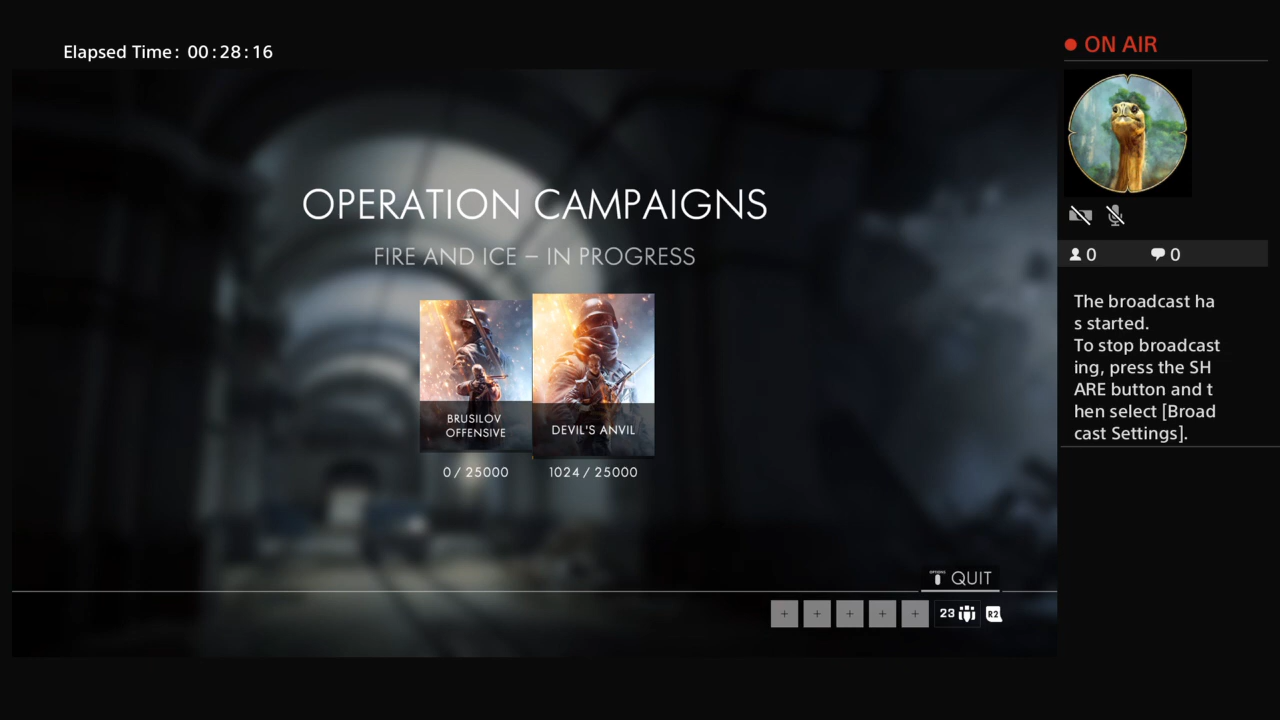 Elapsed Time: 00:28:16
ON AIR
OPERATION CAMPAIGNS
FIRE AND ICE – IN PROGRESS
BRUSILOV
OFFENSIVE
DEVIL'S ANVIL
0 / 25000
1024 / 25000
0
0
The broadcast ha
s started.
To stop broadcast
ing, press the SH
ARE button and t
hen select [Broad
cast Settings].
OPTIONS
QUIT
23
R2